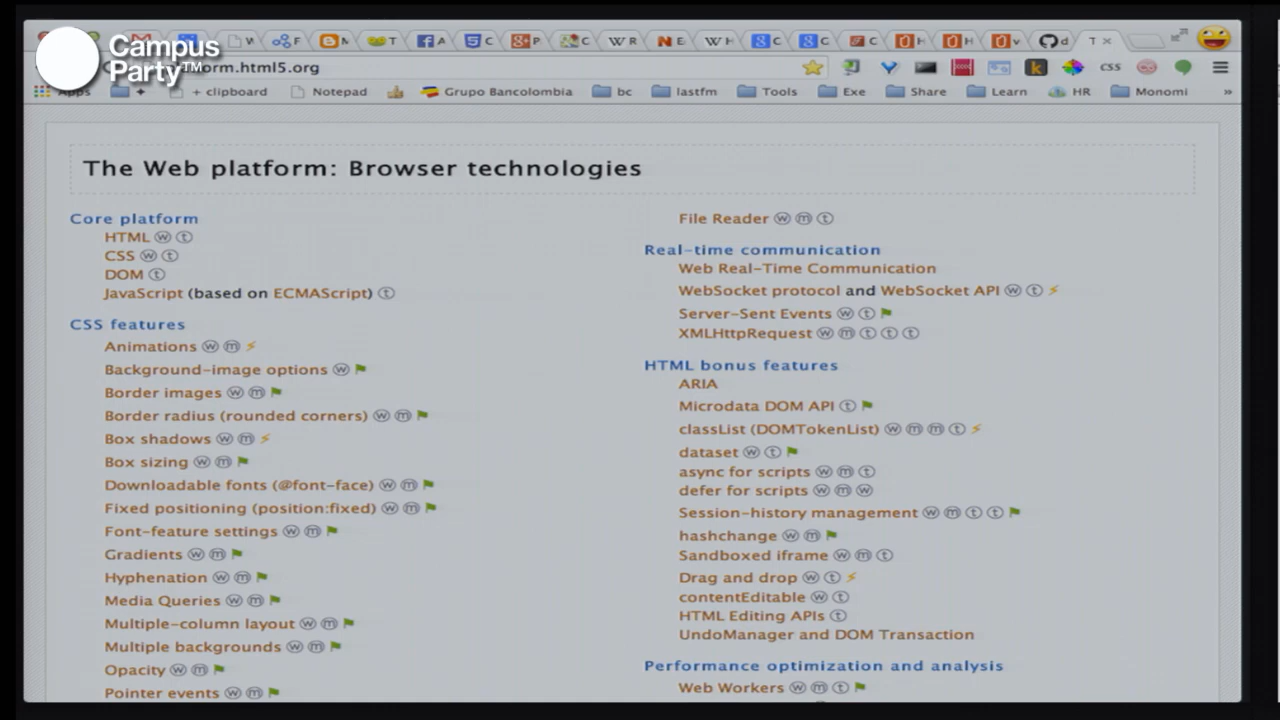 Campus
Party™
W F M T A C P C W R N E W H C C C H H v d T
orm.html5.org
CSS
Apps + clipboard Notepad Grupo Bancolombia bc lastfm Tools Exe Share Learn HR Monomi »
The Web platform: Browser technologies
Core platform
HTML w t
CSS w t
DOM t
JavaScript (based on ECMAScript) t
CSS features
Animations w m
Background-image options w
Border images w m
Border radius (rounded corners) w m
Box shadows w m
Box sizing w m
Downloadable fonts (@font-face) w m
Fixed positioning (position:fixed) w m
Font-feature settings w m
Gradients w m
Hyphenation w m
Media Queries w m
Multiple-column layout w m
Multiple backgrounds w m
Opacity w m
Pointer events w m
File Reader w m t
Real-time communication
Web Real-Time Communication
WebSocket protocol and WebSocket API w t
Server-Sent Events w t
XMLHttpRequest w m t t t
HTML bonus features
ARIA
Microdata DOM API t
classList (DOMTokenList) w m m t
dataset w t
async for scripts w m t
defer for scripts w m w
Session-history management w m t t
hashchange w m
Sandboxed iframe w m t
Drag and drop w t
contentEditable w t
HTML Editing APIs t
UndoManager and DOM Transaction
Performance optimization and analysis
Web Workers w m t